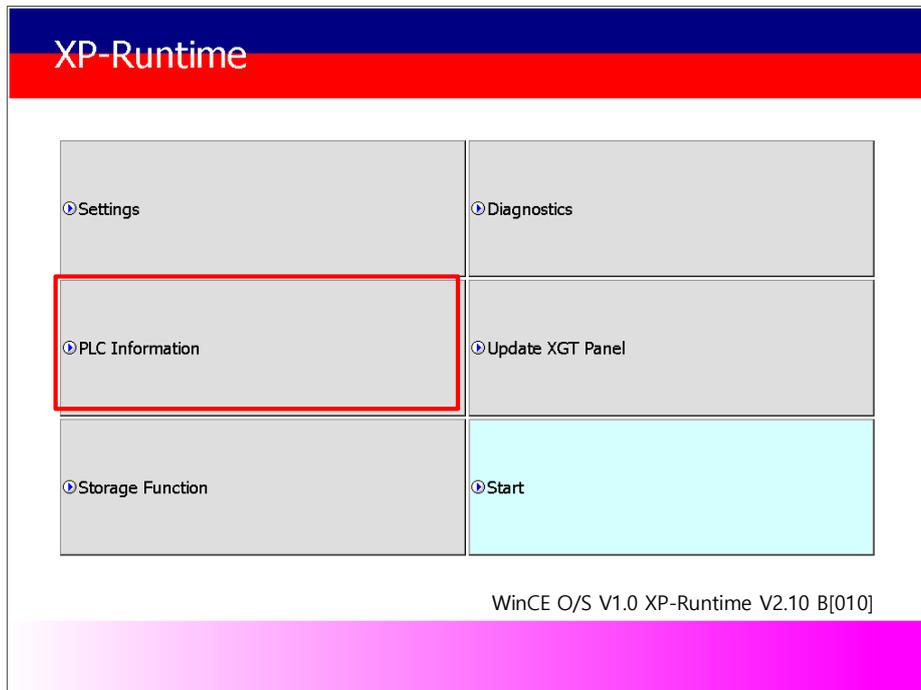 XP-Runtime
Settings
Diagnostics
PLC Information
Update XGT Panel
Storage Function
Start
WinCE O/S V1.0 XP-Runtime V2.10 B[010]